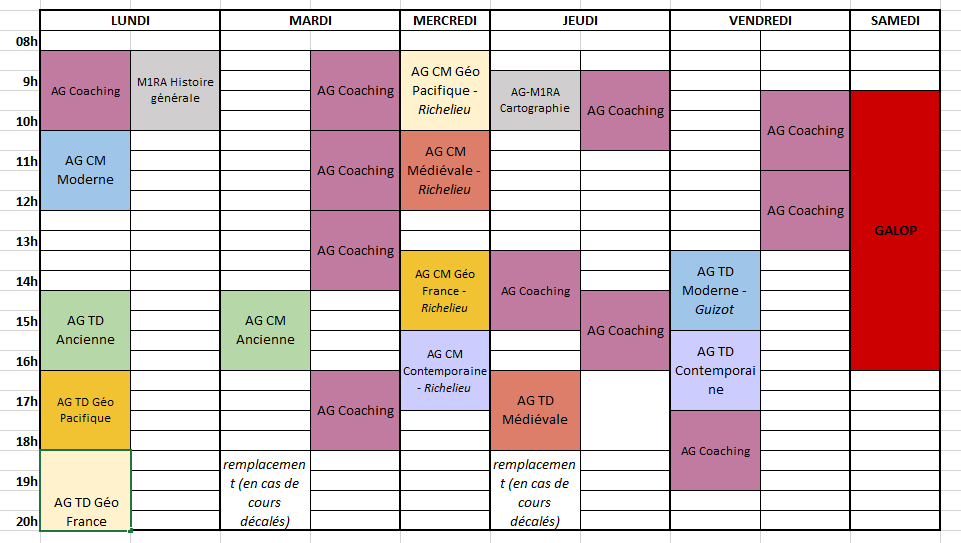 LUNDI MARDI MERCREDI JEUDI VENDREDI SAMEDI
08h
9h
10h
11h
12h
13h
14h
15h
16h
17h
18h
19h
20h
AG Coaching
M1RA Histoire
générale
AG CM
Moderne
AG TD
Ancienne
AG TD Géo
Pacifique
AG TD Géo
France
AG Coaching
AG Coaching
AG Coaching
AG CM
Ancienne
AG Coaching
remplacemen
t (en cas de
cours
décalés)
AG CM Géo
Pacifique -
Richelieu
AG CM
Médiévale -
Richelieu
AG CM Géo
France -
Richelieu
AG CM
Contemporaine
- Richelieu
AG-M1RA
Cartographie
AG Coaching
AG Coaching
AG Coaching
AG TD
Médiévale
remplacemen
t (en cas de
cours
décalés)
AG Coaching
AG Coaching
AG TD
Moderne -
Guizot
AG TD
Contemporai
ne
AG Coaching
GALOP